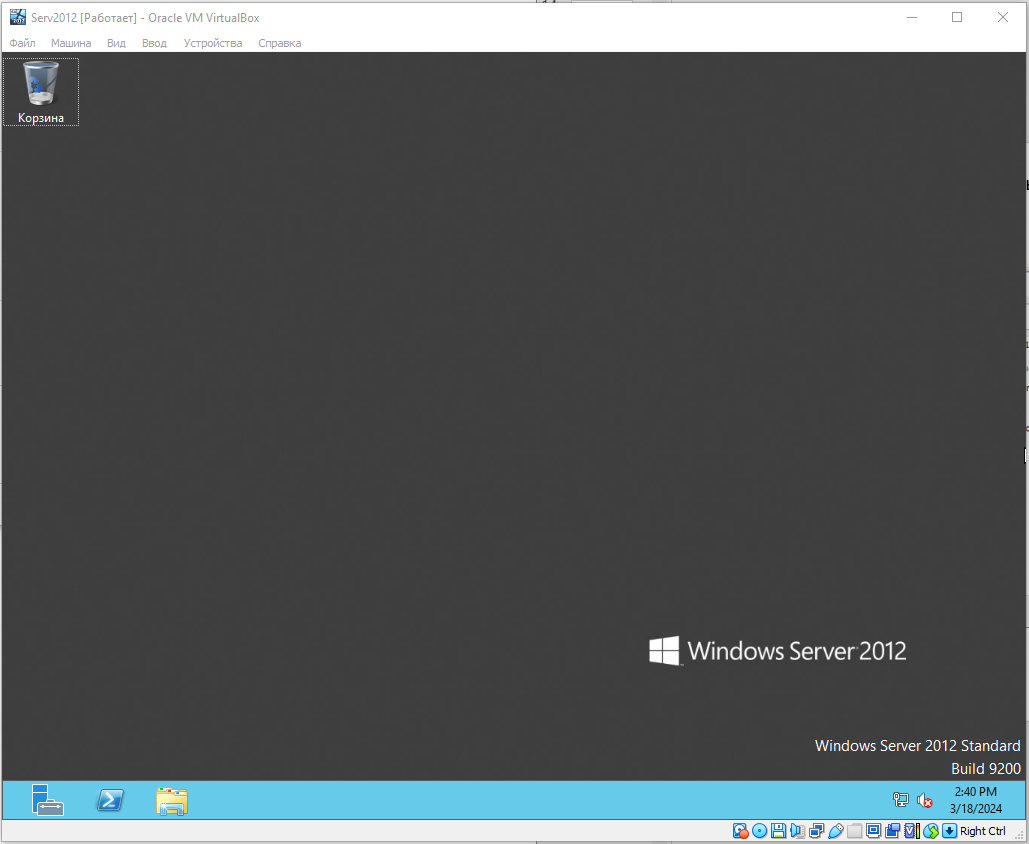 Serv2012 [Работает] - Oracle VM VirtualBox
Файл Машина Вид Ввод Устройства Справка
Корзина
Windows Server 2012
Windows Server 2012 Standard
Build 9200
2:40 PM
3/18/2024
Right Ctrl